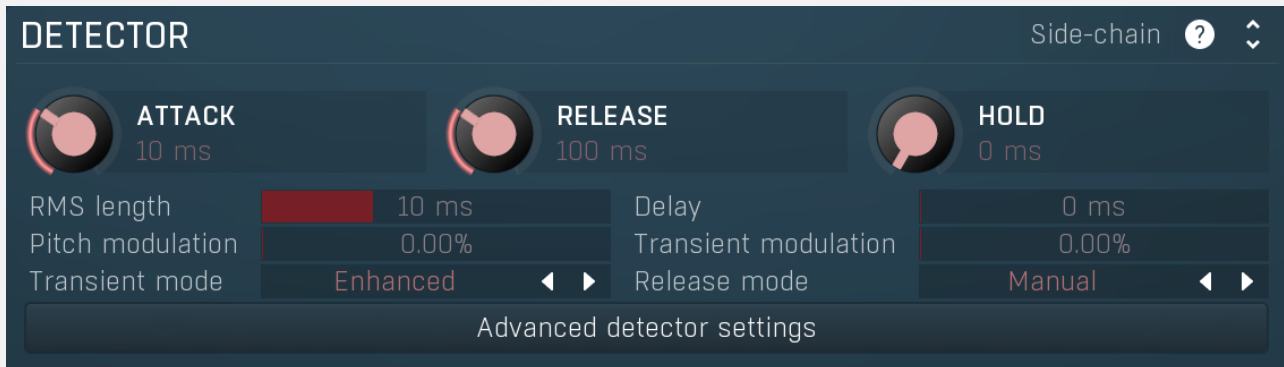 DETECTOR Side-chain ?
ATTACK RELEASE HOLD
10 ms 100 ms 0 ms
RMS length 10 ms Delay 0 ms
Pitch modulation 0.00% Transient modulation 0.00%
Transient mode Enhanced Release mode Manual
Advanced detector settings